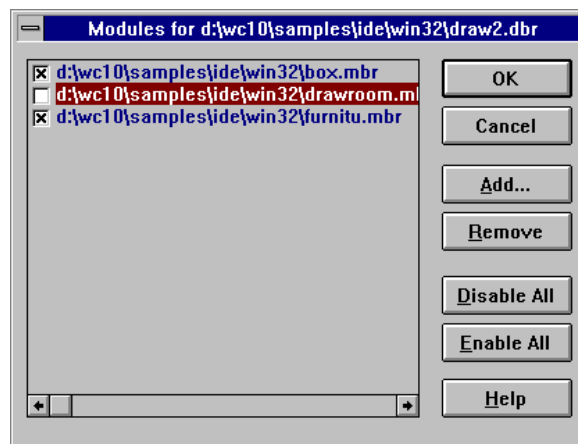 Modules for d:\wc10\samples\ide\win32\draw2.dbr
d:\wc10\samples\ide\win32\box.mbr
d:\wc10\samples\ide\win32\drawroom.ml
d:\wc10\samples\ide\win32\furnitu.mbr
OK
Cancel
Add...
Remove
Disable All
Enable All
Help